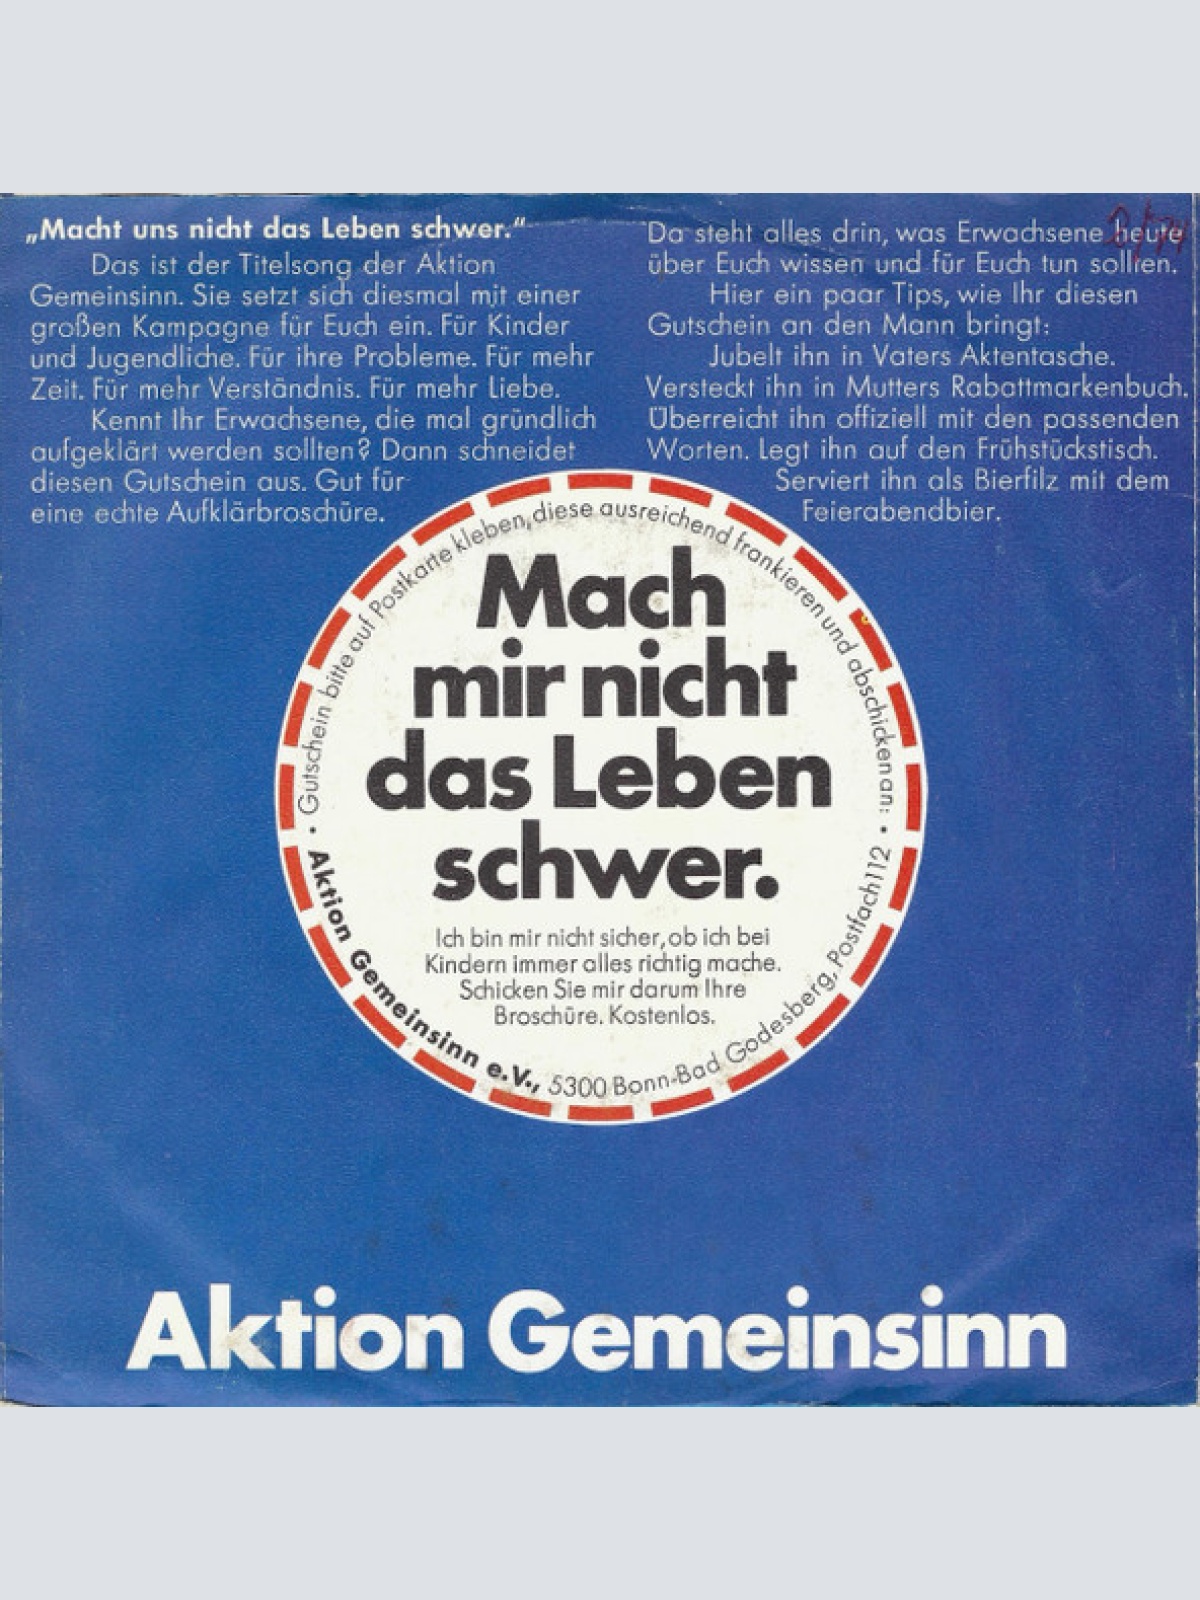 „Macht uns nicht das Leben schwer.“
Das ist der Titelsong der Aktion
Gemeinsinn. Sie setzt sich diesmal mit einer
großen Kampagne für Euch ein. Für Kinder
und Jugendliche. Für ihre Probleme. Für mehr
Zeit. Für mehr Verständnis. Für mehr Liebe.
Kennt Ihr Erwachsene, die mal gründlich
aufgeklärt werden sollten? Dann schneidet
diesen Gutschein aus. Gut für
eine echte Aufklärbroschüre.
Da steht alles drin, was Erwachsene heute
über Euch wissen und für Euch tun sollten.
Hier ein paar Tips, wie Ihr diesen
Gutschein an den Mann bringt:
Jubelt ihn in Vaters Aktentasche.
Versteckt ihn in Mutters Rabattmarkenbuch.
Überreicht ihn offiziell mit den passenden
Worten. Legt ihn auf den Frühstückstisch.
Serviert ihn als Bierfilz mit dem
Feierabendbier.
• Gutschein bitte auf Postkarte kleben, diese ausreichend frankieren und abschicken an: •
Mach
mir nicht
das Leben
schwer.
Ich bin mir nicht sicher, ob ich bei
Kindern immer alles richtig mache.
Schicken Sie mir darum Ihre
Broschüre. Kostenlos.
Aktion Gemeinsinn e.V., 5300 Bonn-Bad Godesberg, Postfach 112
Aktion Gemeinsinn